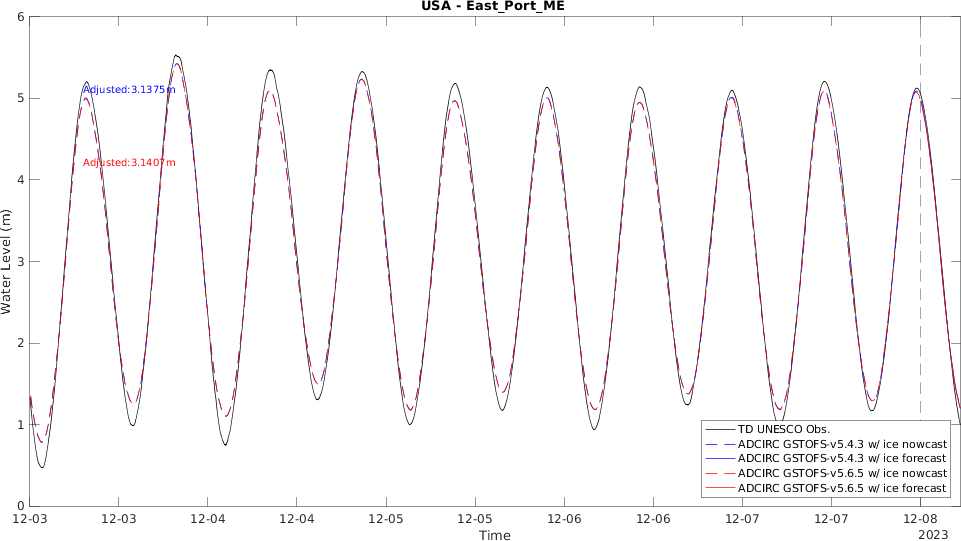 USA - East_Port_ME
6
5
4
3
2
1
0
Water Level (m)
Adjusted:3.1375m
Adjusted:3.1407m
TD UNESCO Obs.
ADCIRC GSTOFS-v5.4.3 w/ ice nowcast
ADCIRC GSTOFS-v5.4.3 w/ ice forecast
ADCIRC GSTOFS-v5.6.5 w/ ice nowcast
ADCIRC GSTOFS-v5.6.5 w/ ice forecast
12-03 12-03 12-04 12-04 12-05 12-05 12-06 12-06 12-07 12-07 12-08
Time
2023